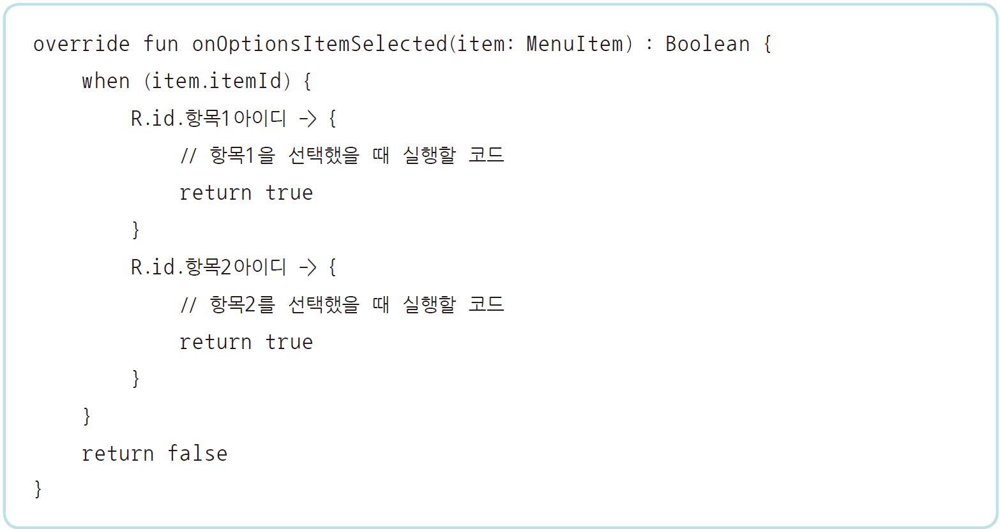 override fun onOptionsItemSelected(item: MenuItem) : Boolean {
    when (item.itemId) {
        R.id.항목1아이디 -> {
            // 항목1을 선택했을 때 실행할 코드
            return true
        }
        R.id.항목2아이디 -> {
            // 항목2를 선택했을 때 실행할 코드
            return true
        }
    }
    return false
}